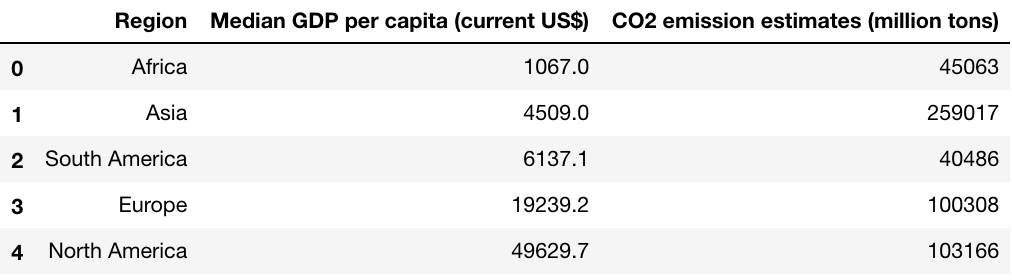 Region Median GDP per capita (current US$) CO2 emission estimates (million tons)
0 Africa 1067.0 45063
1 Asia 4509.0 259017
2 South America 6137.1 40486
3 Europe 19239.2 100308
4 North America 49629.7 103166